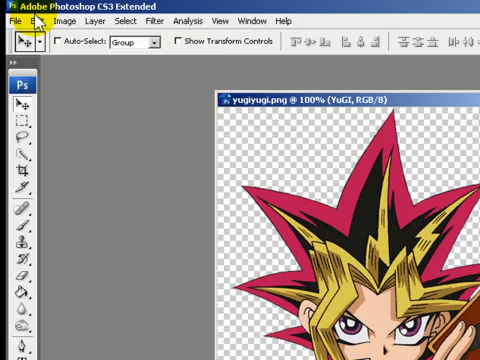 Ps Adobe Photoshop CS3 Extended
File Edit Image Layer Select Filter Analysis View Window Help
Auto-Select: Group Show Transform Controls
Ps
yugiyugi.png @ 100% (YuGI, RGB/8)
T